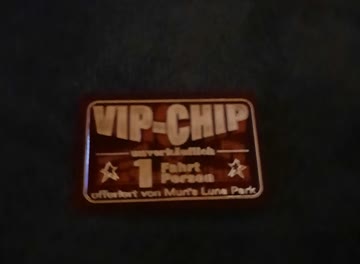 VIP-CHIP
unverkäuflich
1 Fahrt
Person
offeriert von Muri's Luna Park